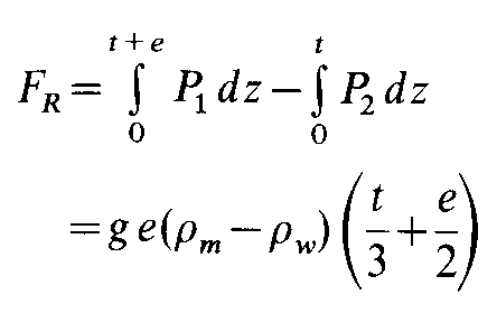 F_R = ∫_0^{t+e} P_1 dz − ∫_0^t P_2 dz
= g e(ρ_m − ρ_w) (t/3 + e/2)